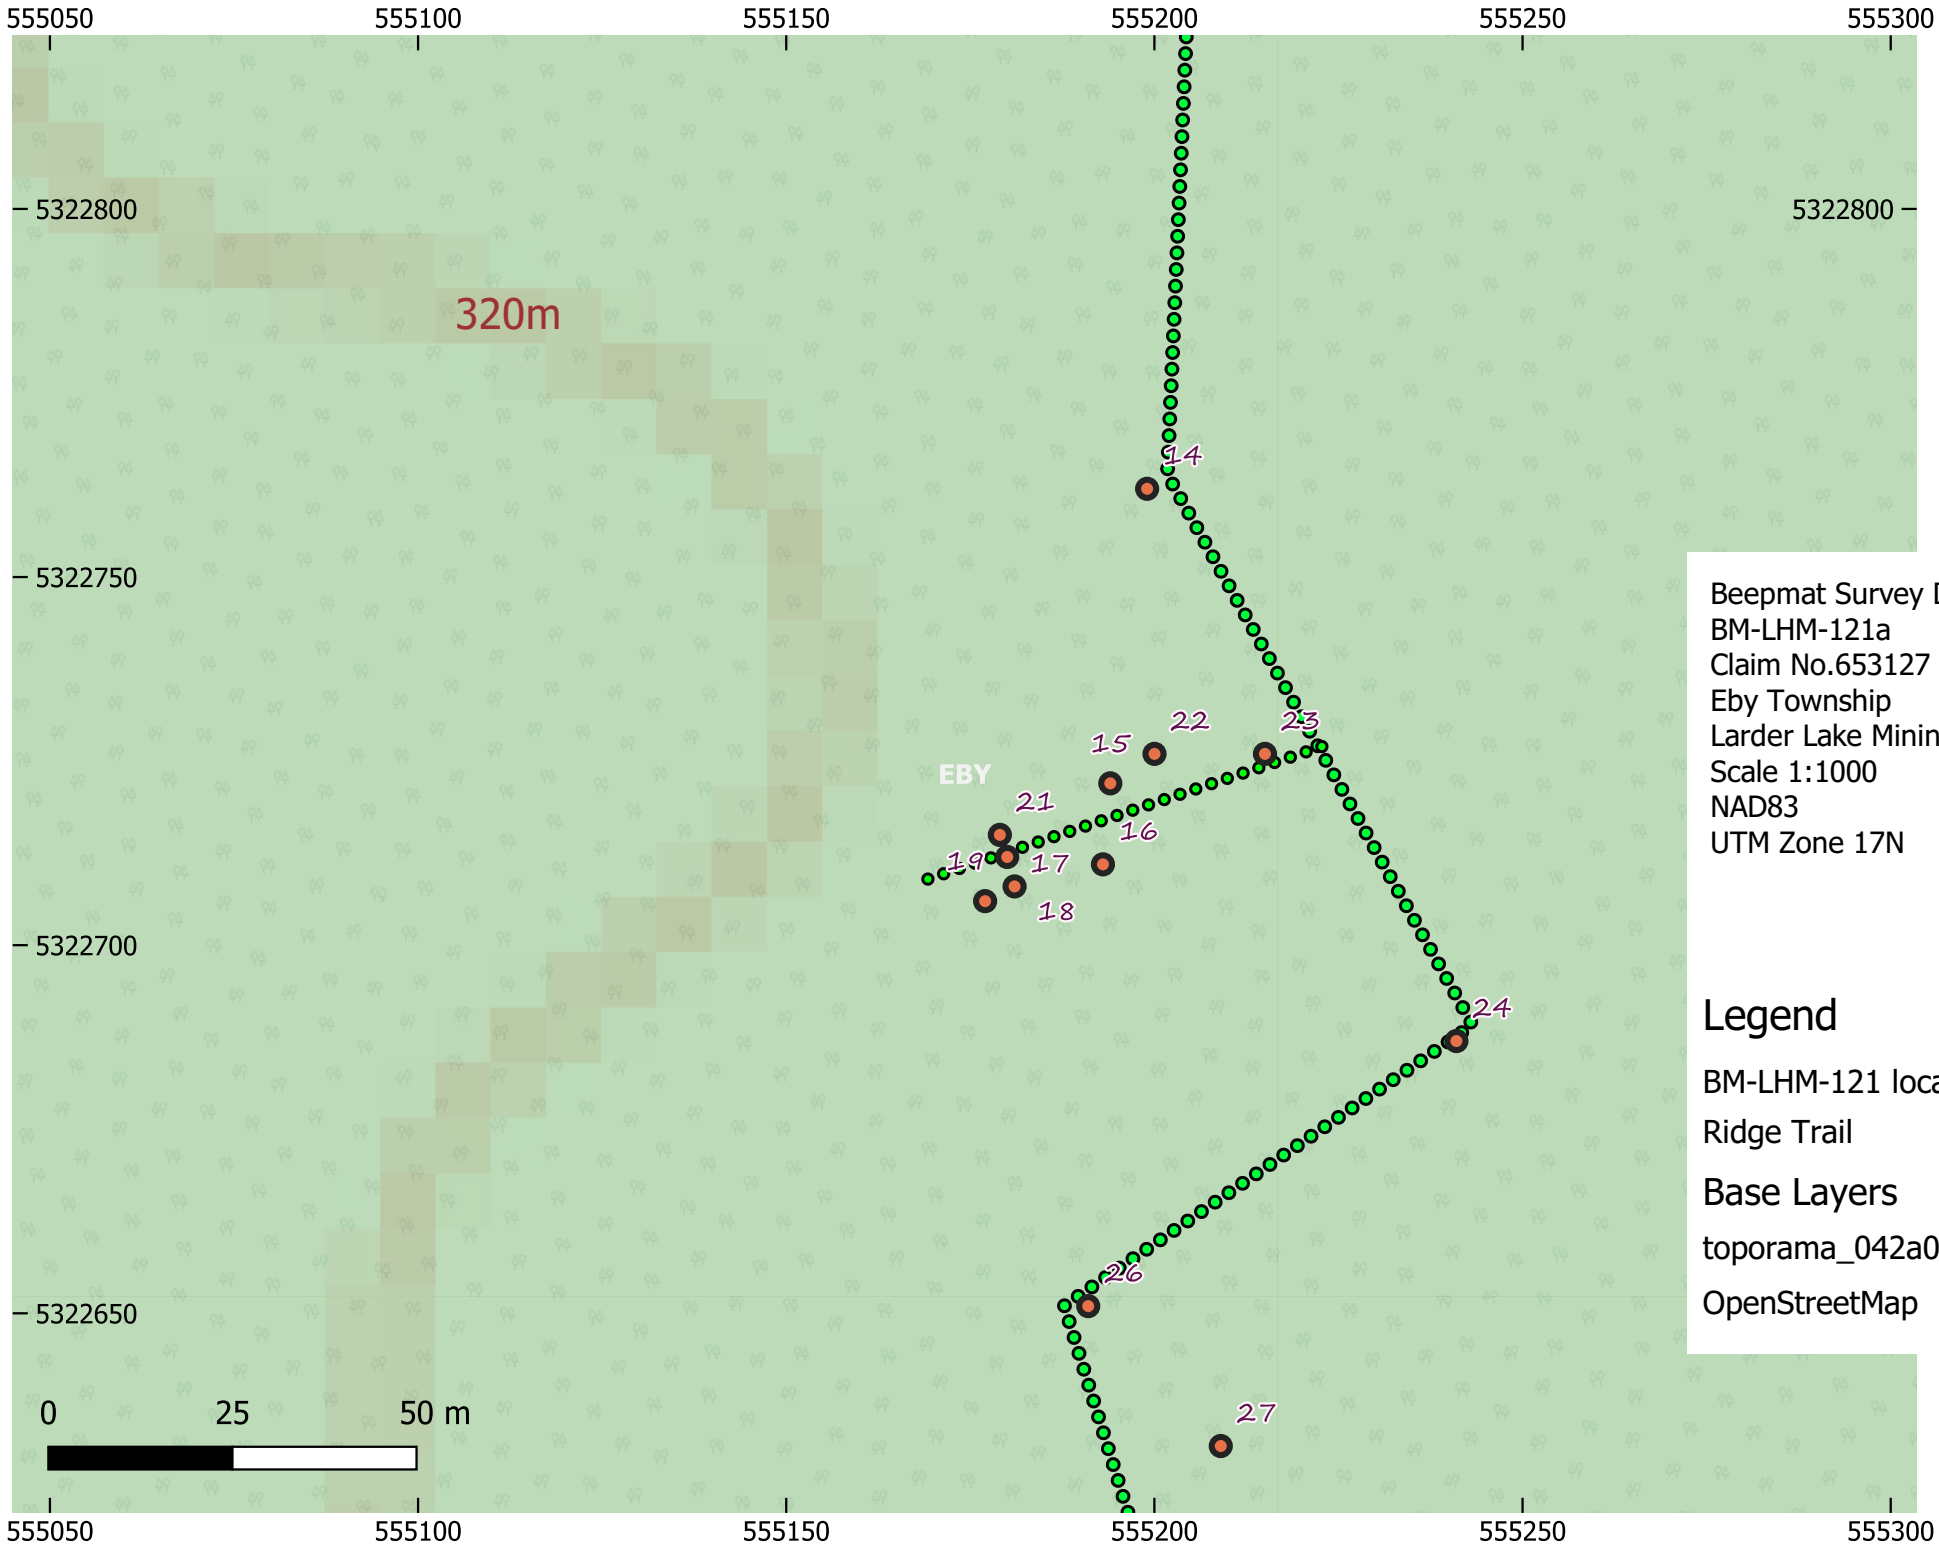 555050 555100 555150 555200 555250 555300
5322800 5322800
320m
14
5322750
Beepmat Survey
BM-LHM-121a
Claim No.653127
Eby Township
Larder Lake Minin
Scale 1:1000
NAD83
UTM Zone 17N
22 23
15
EBY
21
16
19 17
18
5322700
24
Legend
BM-LHM-121 loca
Ridge Trail
Base Layers
toporama_042a0
OpenStreetMap
26
5322650
27
0 25 50 m
555050 555100 555150 555200 555250 555300